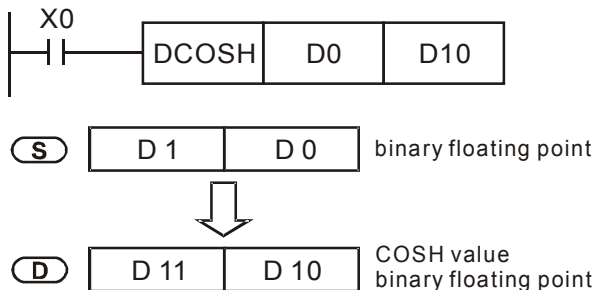 X0
DCOSH D0 D10
S D 1 D 0 binary floating point
D D 11 D 10 COSH value
binary floating point